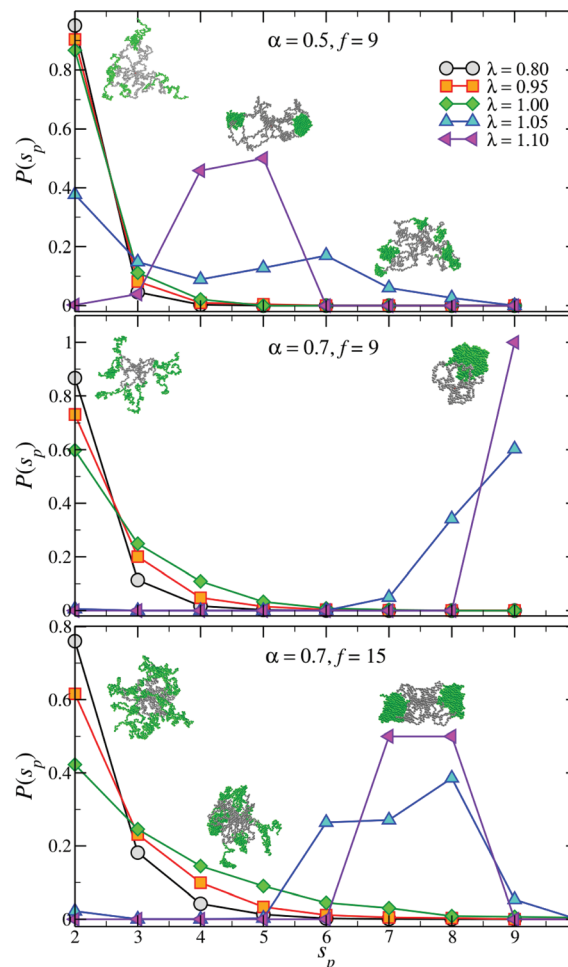 α = 0.5, f = 9
λ = 0.80
λ = 0.95
λ = 1.00
λ = 1.05
λ = 1.10
P(s_p)
0.8
0.6
0.4
0.2
0
α = 0.7, f = 9
P(s_p)
1
0.8
0.6
0.4
0.2
0
α = 0.7, f = 15
P(s_p)
0.8
0.6
0.4
0.2
0
2 3 4 5 6 7 8 9
s_p